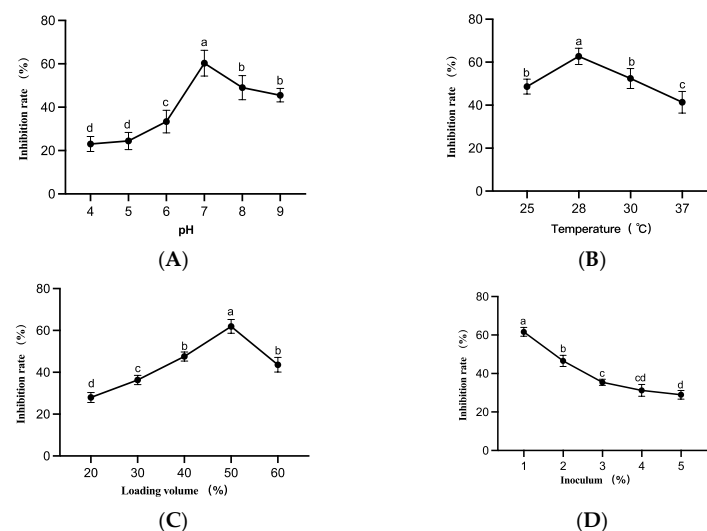 80
60
40
20
0
Inhibition rate (%)
d
d
c
a
b
b
4 5 6 7 8 9
pH
(A)
80
60
40
20
0
Inhibition rate (%)
b
a
b
c
25 28 30 37
Temperature (℃)
(B)
80
60
40
20
0
Inhibition rate (%)
d
c
b
a
b
20 30 40 50 60
Loading volume (%)
(C)
80
60
40
20
0
Inhibition rate (%)
a
b
c
cd
d
1 2 3 4 5
Inoculum (%)
(D)